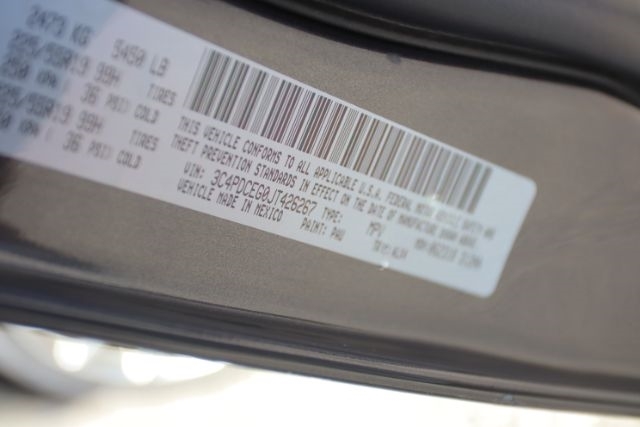 2473 KG 5450 LB
225/55R19 99H TIRES
250 KPA/ 36 PSI COLD
225/55R19 99H TIRES
36 PSI COLD
THIS VEHICLE CONFORMS TO ALL APPLICABLE U.S.A. FEDERAL MOTOR VEHICLE SAFETY AND
THEFT PREVENTION STANDARDS IN EFFECT ON THE DATE OF MANUFACTURE SHOWN ABOVE
VIN: 3C4PDCEG0JT426267 TYPE: MPV
VEHICLE MADE IN MEXICO PAINT: PAU